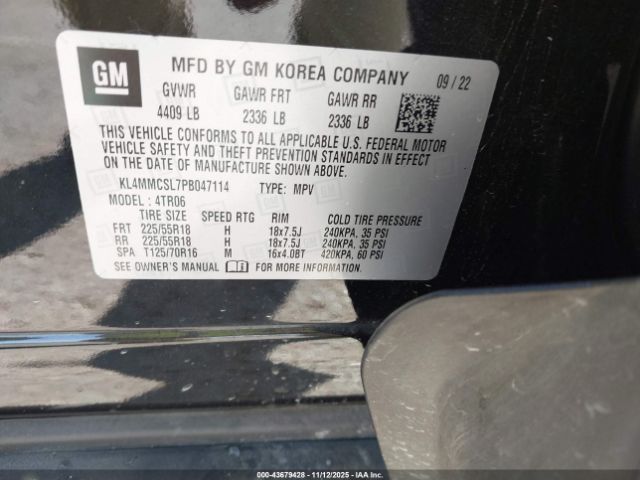 GM
MFD BY GM KOREA COMPANY 09 / 22
GVWR GAWR FRT GAWR RR
4409 LB 2336 LB 2336 LB
THIS VEHICLE CONFORMS TO ALL APPLICABLE U.S. FEDERAL MOTOR
VEHICLE SAFETY AND THEFT PREVENTION STANDARDS IN EFFECT
ON THE DATE OF MANUFACTURE SHOWN ABOVE.
KL4MMCSL7PB047114 TYPE: MPV
MODEL : 4TR06
TIRE SIZE SPEED RTG RIM COLD TIRE PRESSURE
FRT 225/55R18 H 18x7.5J 240KPA, 35 PSI
RR 225/55R18 H 18x7.5J 240KPA, 35 PSI
SPA T125/70R16 M 16x4.0BT 420KPA, 60 PSI
SEE OWNER'S MANUAL FOR MORE INFORMATION.
000-43679428 - 11/12/2025 - IAAI.COM